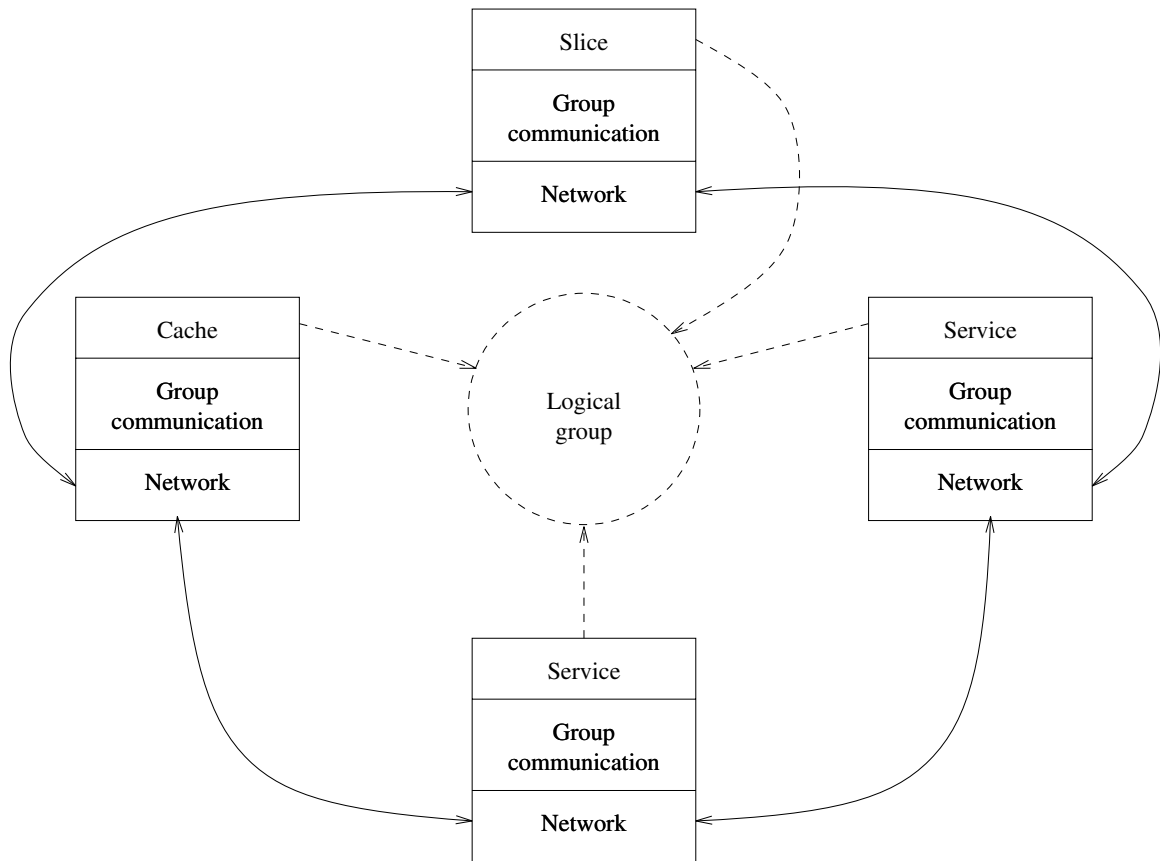 Slice
Group
communication
Network
Cache
Group
communication
Network
Logical
group
Service
Group
communication
Network
Service
Group
communication
Network